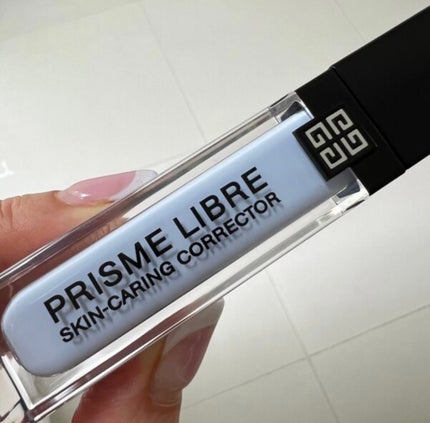 PRISME LIBRE
SKIN-CARING CORRECTOR